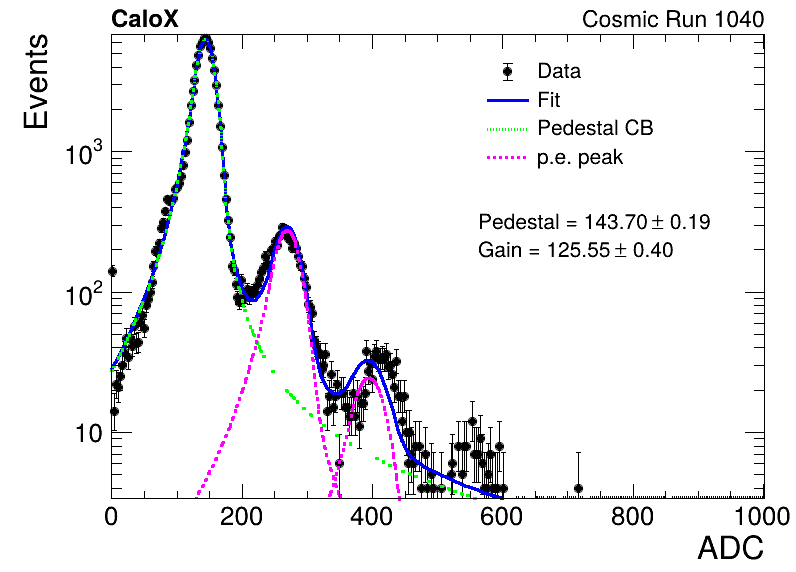 CaloX Cosmic Run 1040
Events
Data
Fit
Pedestal CB
p.e. peak
Pedestal = 143.70 ± 0.19
Gain = 125.55 ± 0.40
10³
10²
10
0 200 400 600 800 1000
ADC